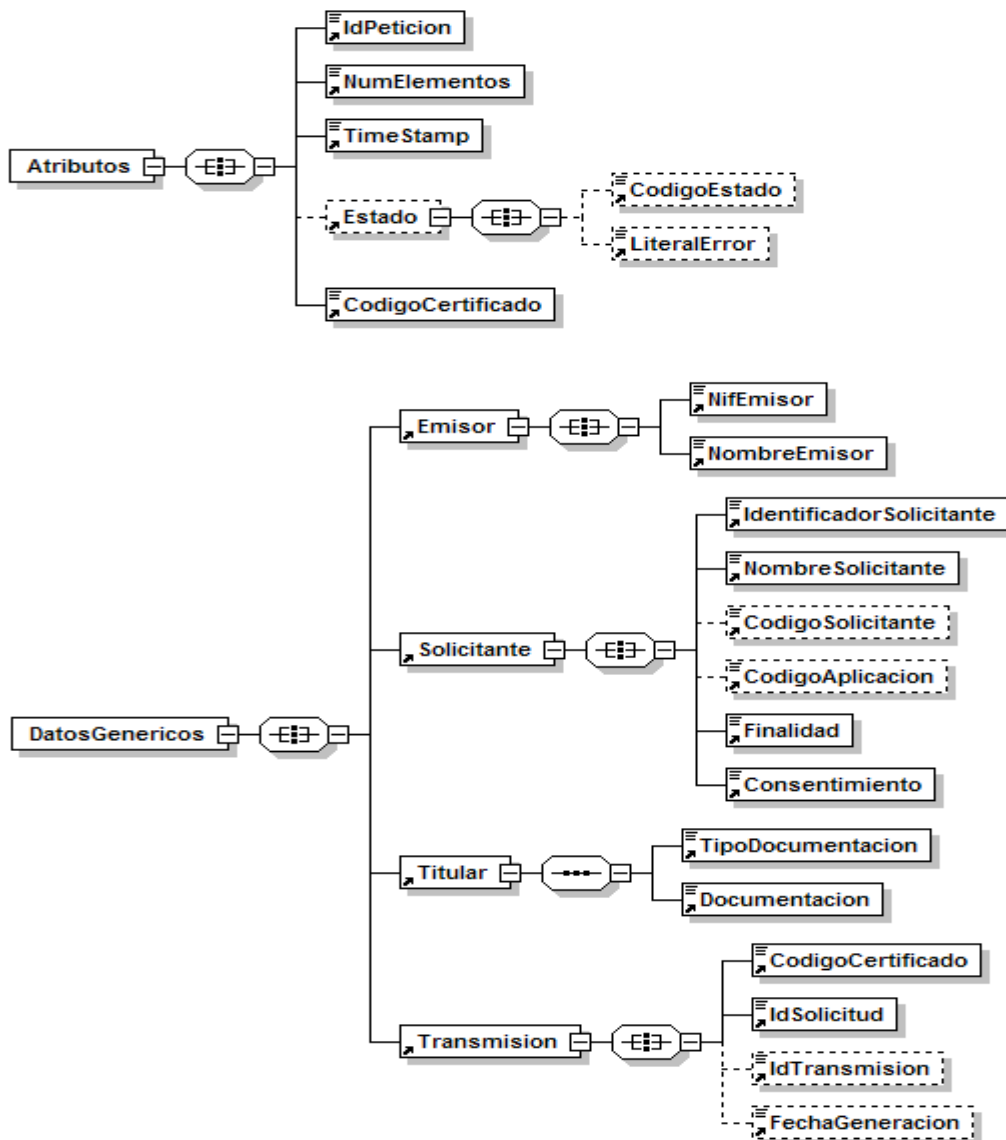 IdPeticion
NumElementos
TimeStamp
Atributos
CodigoEstado
Estado
LiteralError
CodigoCertificado
NifEmisor
Emisor
NombreEmisor
IdentificadorSolicitante
NombreSolicitante
CodigoSolicitante
Solicitante
CodigoAplicacion
DatosGenericos
Finalidad
Consentimiento
TipoDocumentacion
Titular
Documentacion
CodigoCertificado
IdSolicitud
Transmision
IdTransmision
FechaGeneracion